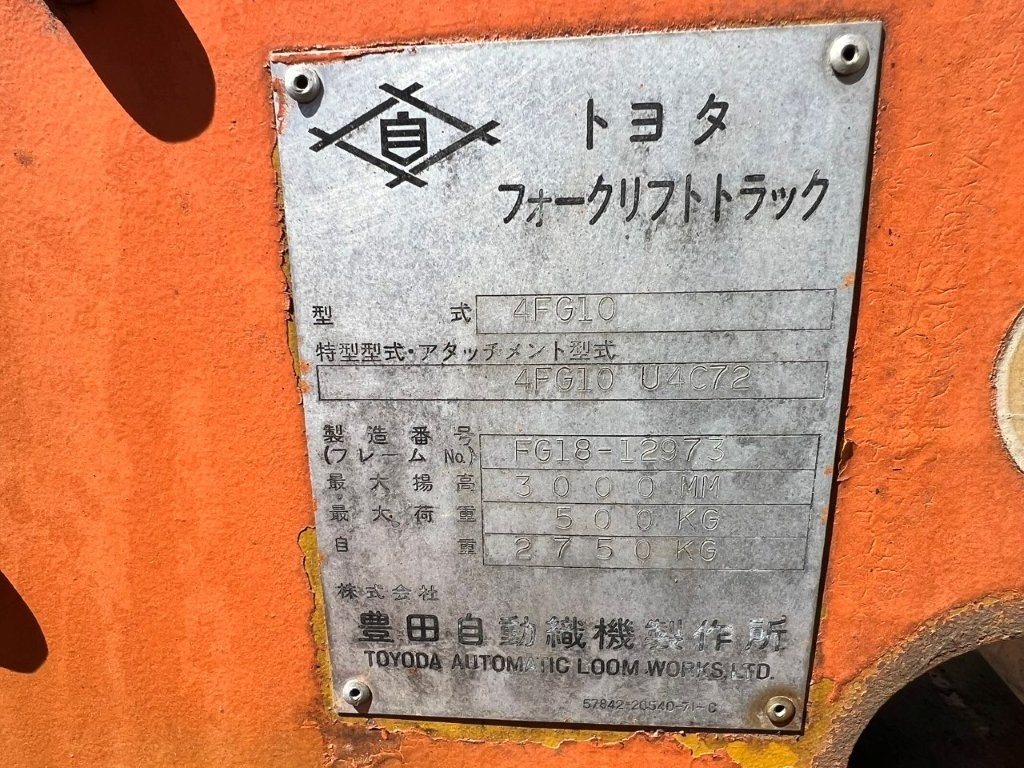 自
トヨタ
フォークリフトトラック
型式 4FG10
特型型式・アタッチメント型式
4FG10 U4C72
製造番号
(フレームNo.) FG18-12973
最大揚高 3000MM
最大荷重 500KG
自重 2750KG
株式会社
豊田自動織機製作所
TOYODA AUTOMATIC LOOM WORKS, LTD.
57642-20540-71-C